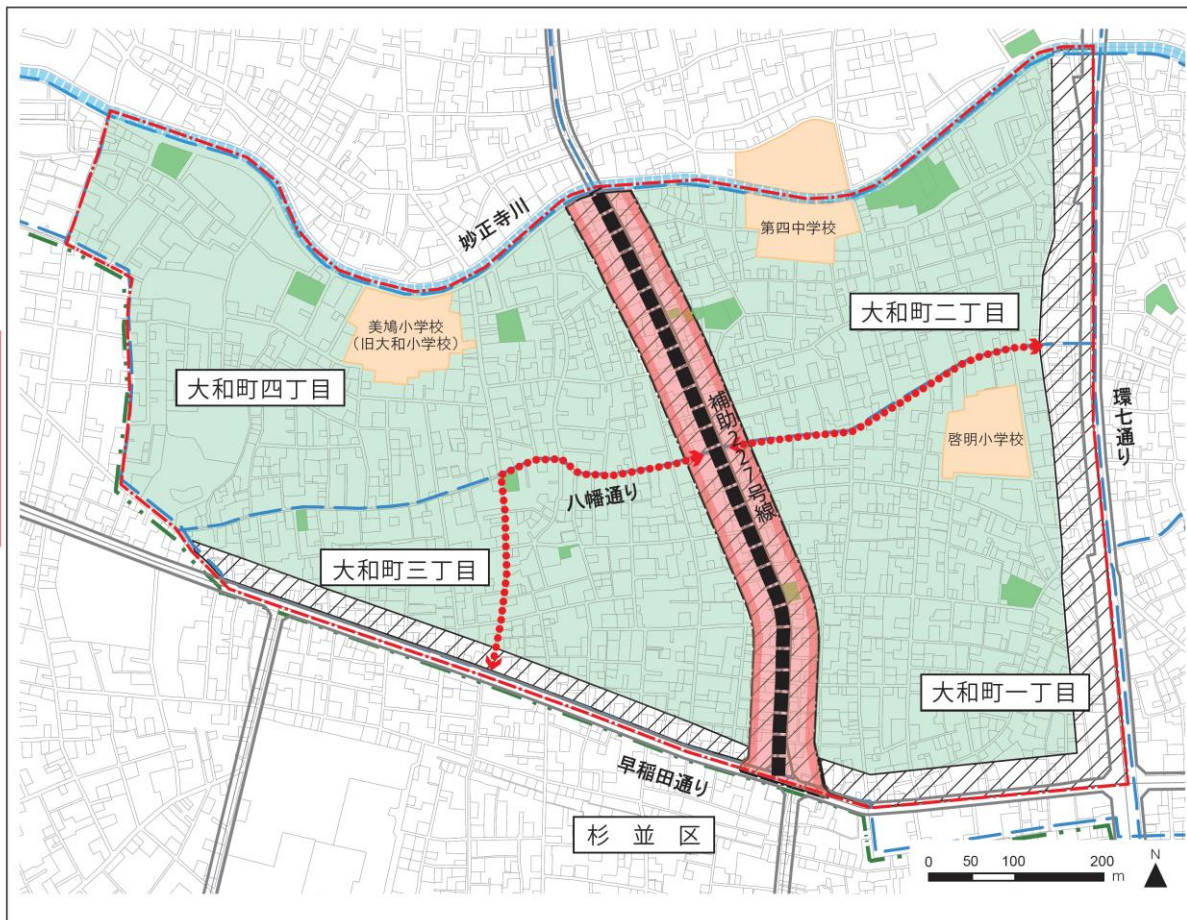 妙正寺川
第四中学校
大和町二丁目
美鳩小学校
(旧大和小学校)
大和町四丁目
環七通り
補助227号線
啓明小学校
八幡通り
大和町三丁目
大和町一丁目
早稲田通り
杉並区
0 50 100 200
m
N